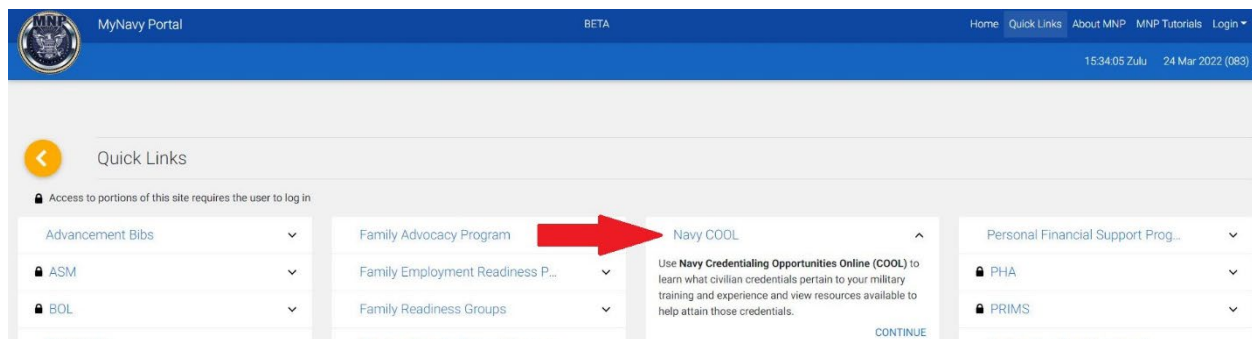 MNP
MyNavy Portal
BETA
Home Quick Links About MNP MNP Tutorials Login
15:34:05 Zulu 24 Mar 2022 (083)
Quick Links
Access to portions of this site requires the user to log in
Advancement Bibs
ASM
BOL
Family Advocacy Program
Family Employment Readiness P...
Family Readiness Groups
Navy COOL
Use Navy Credentialing Opportunities Online (COOL) to
learn what civilian credentials pertain to your military
training and experience and view resources available to
help attain those credentials.
CONTINUE
Personal Financial Support Prog...
PHA
PRIMS